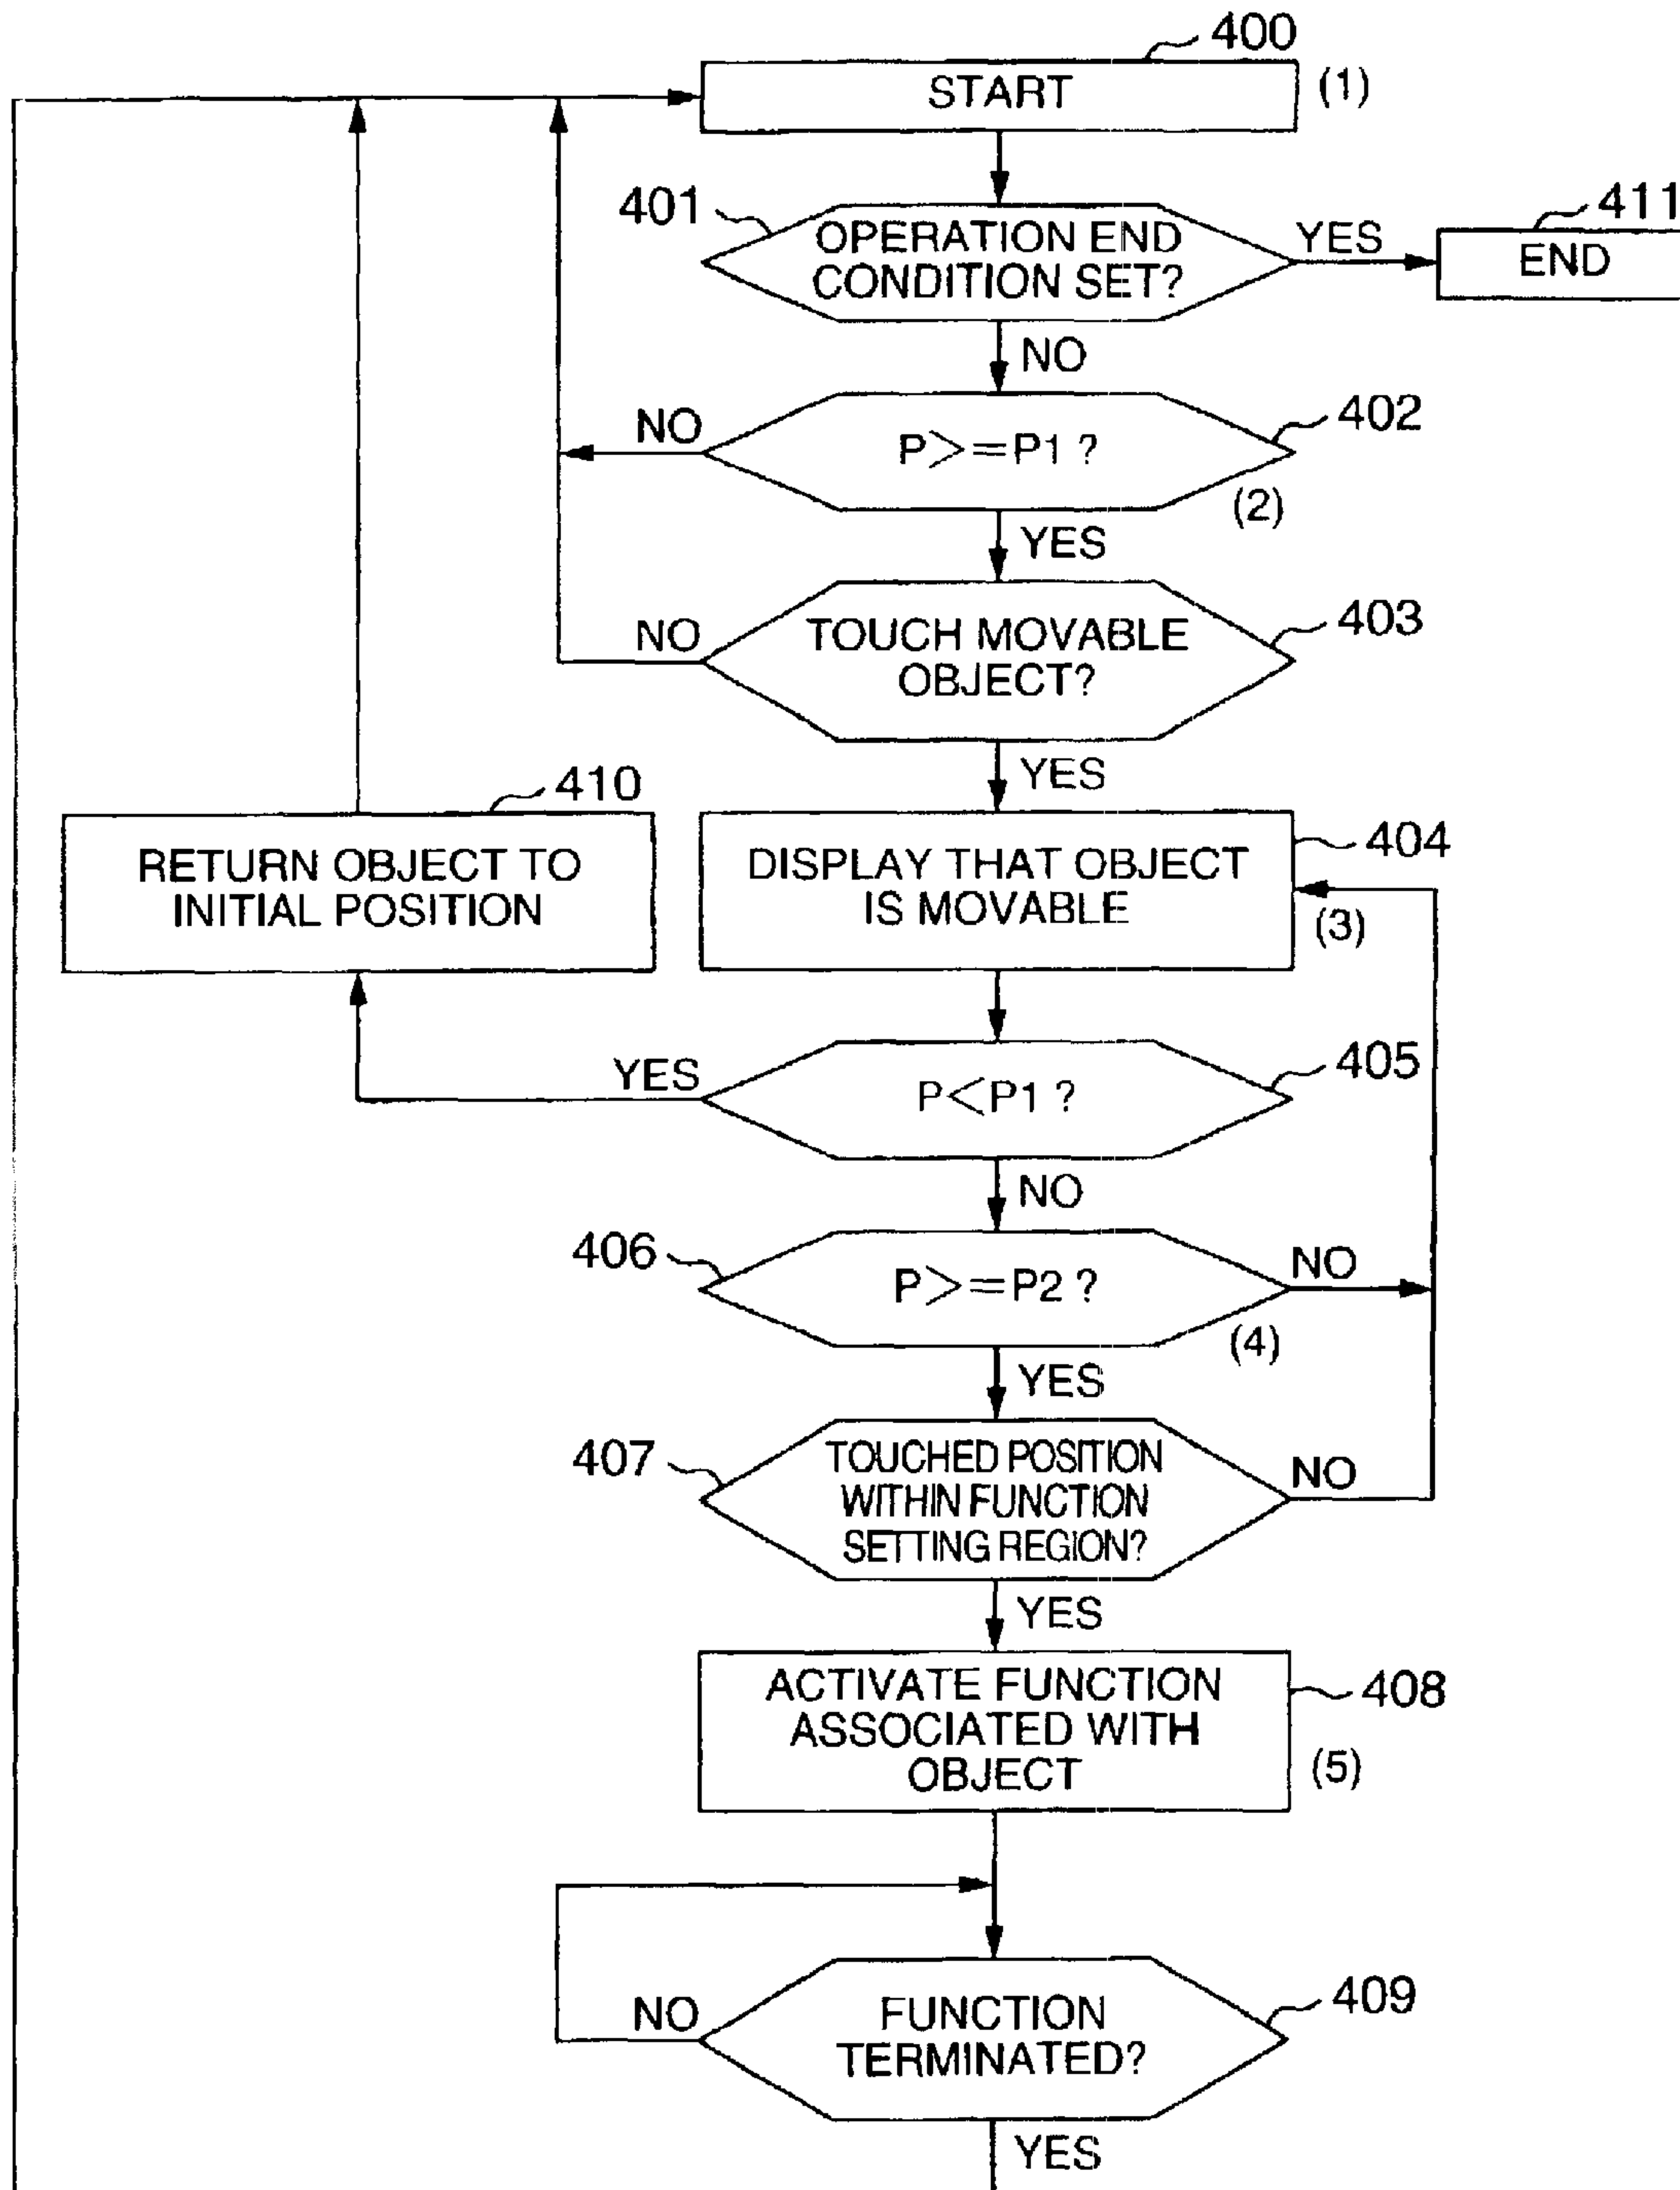 400
START
(1)
401
OPERATION END
CONDITION SET?
YES
411
END
NO
402
NO
P>=P1 ?
(2)
YES
403
NO
TOUCH MOVABLE
OBJECT?
YES
410
RETURN OBJECT TO
INITIAL POSITION
404
DISPLAY THAT OBJECT
IS MOVABLE
(3)
405
YES
P<P1 ?
NO
406
P>=P2 ?
NO
(4)
YES
407
TOUCHED POSITION
WITHIN FUNCTION
SETTING REGION?
NO
YES
ACTIVATE FUNCTION
ASSOCIATED WITH
OBJECT
408
(5)
409
NO
FUNCTION
TERMINATED?
YES